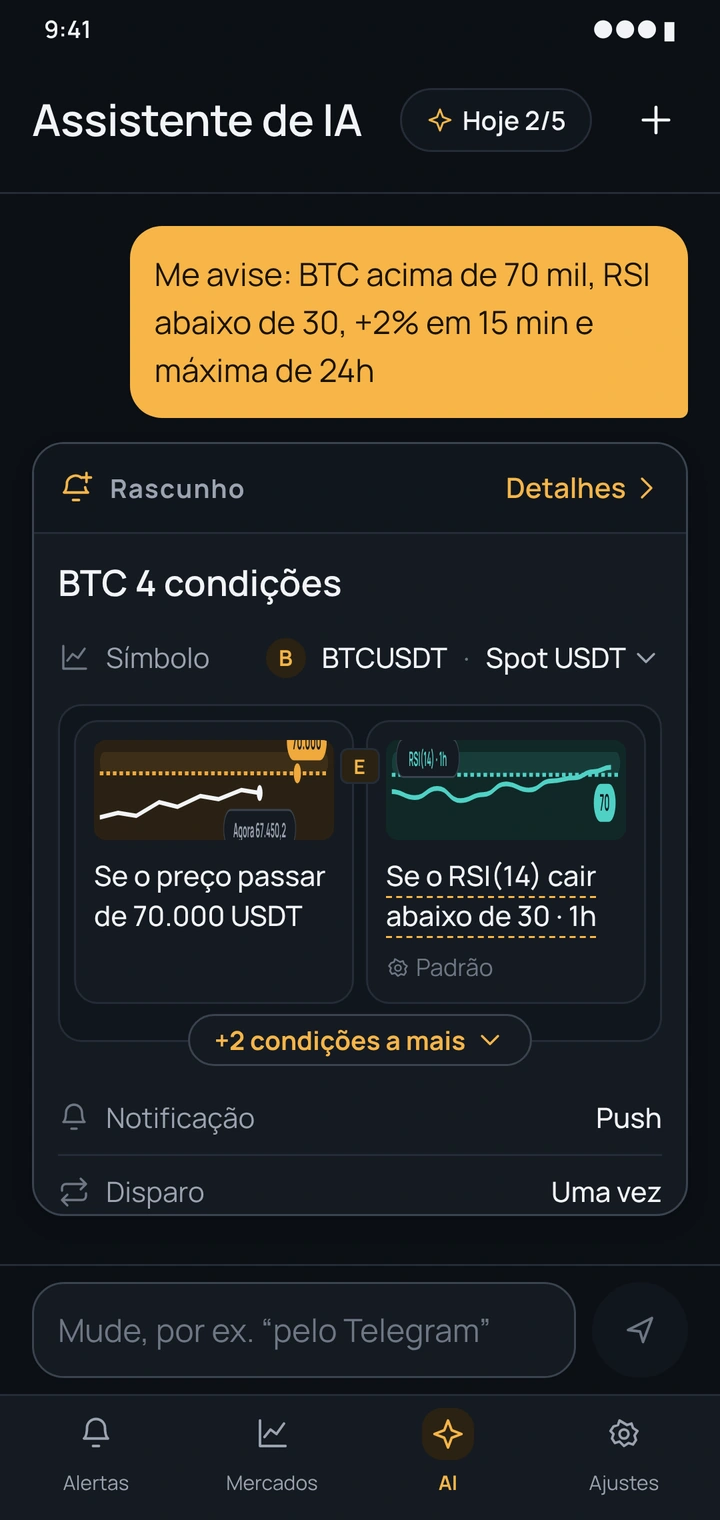 9:41
Assistente de IA
Hoje 2/5
Me avise: BTC acima de 70 mil, RSI
abaixo de 30, +2% em 15 min e
máxima de 24h
Rascunho
Detalhes
BTC 4 condições
Símbolo
B BTCUSDT · Spot USDT
70.000
Agora 67.450,2
E
RSI(14) · 1h
70
Se o preço passar
de 70.000 USDT
Se o RSI(14) cair
abaixo de 30 · 1h
Padrão
+2 condições a mais
Notificação
Push
Disparo
Uma vez
Mude, por ex. “pelo Telegram”
Alertas
Mercados
AI
Ajustes